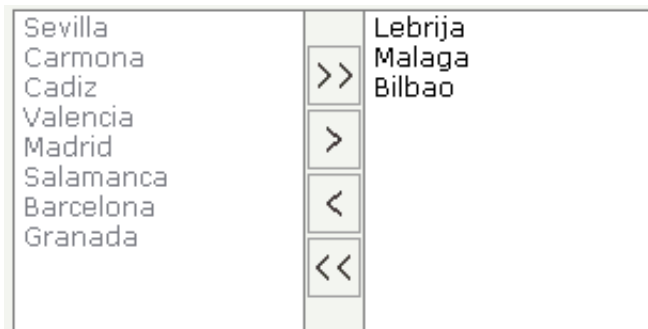 Sevilla
Carmona
Cadiz
Valencia
Madrid
Salamanca
Barcelona
Granada
>>
>
<
<<
Lebrija
Malaga
Bilbao